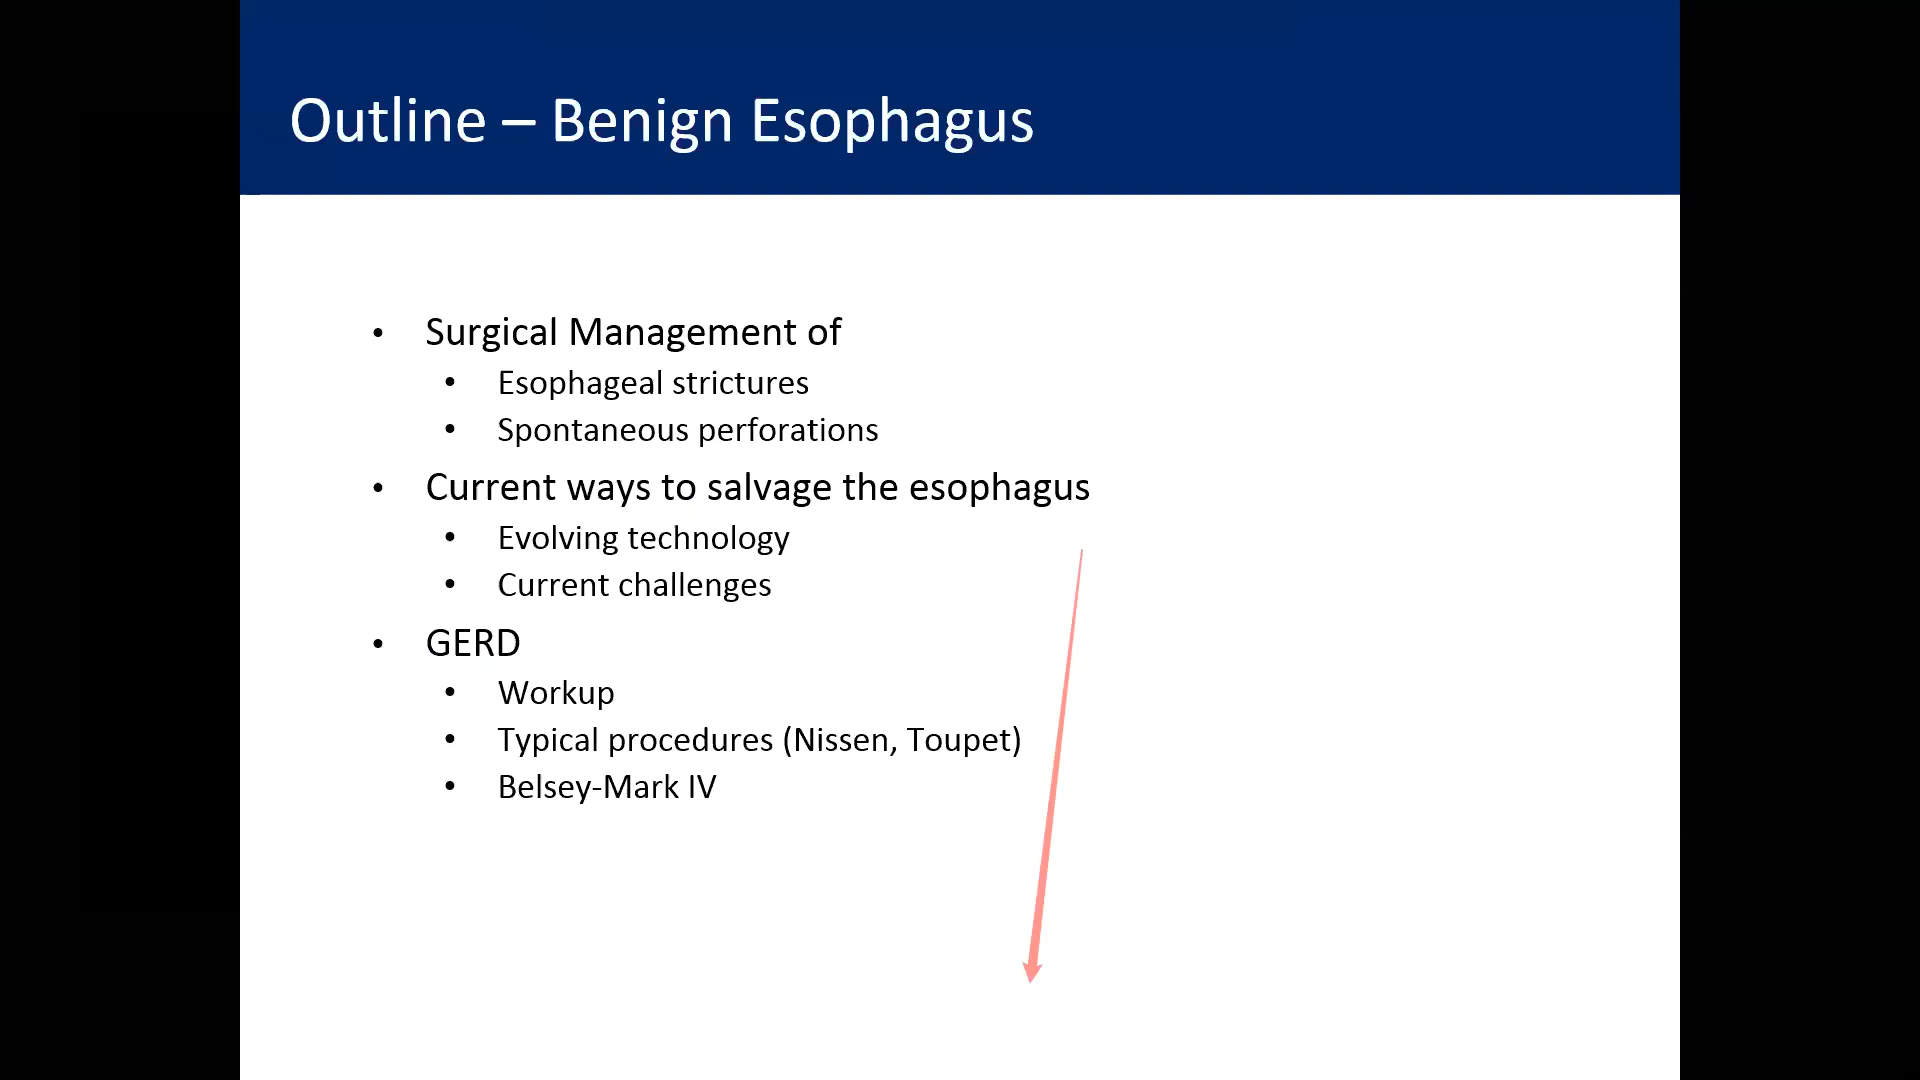 Outline – Benign Esophagus
• Surgical Management of
• Esophageal strictures
• Spontaneous perforations
• Current ways to salvage the esophagus
• Evolving technology
• Current challenges
• GERD
• Workup
• Typical procedures (Nissen, Toupet)
• Belsey-Mark IV